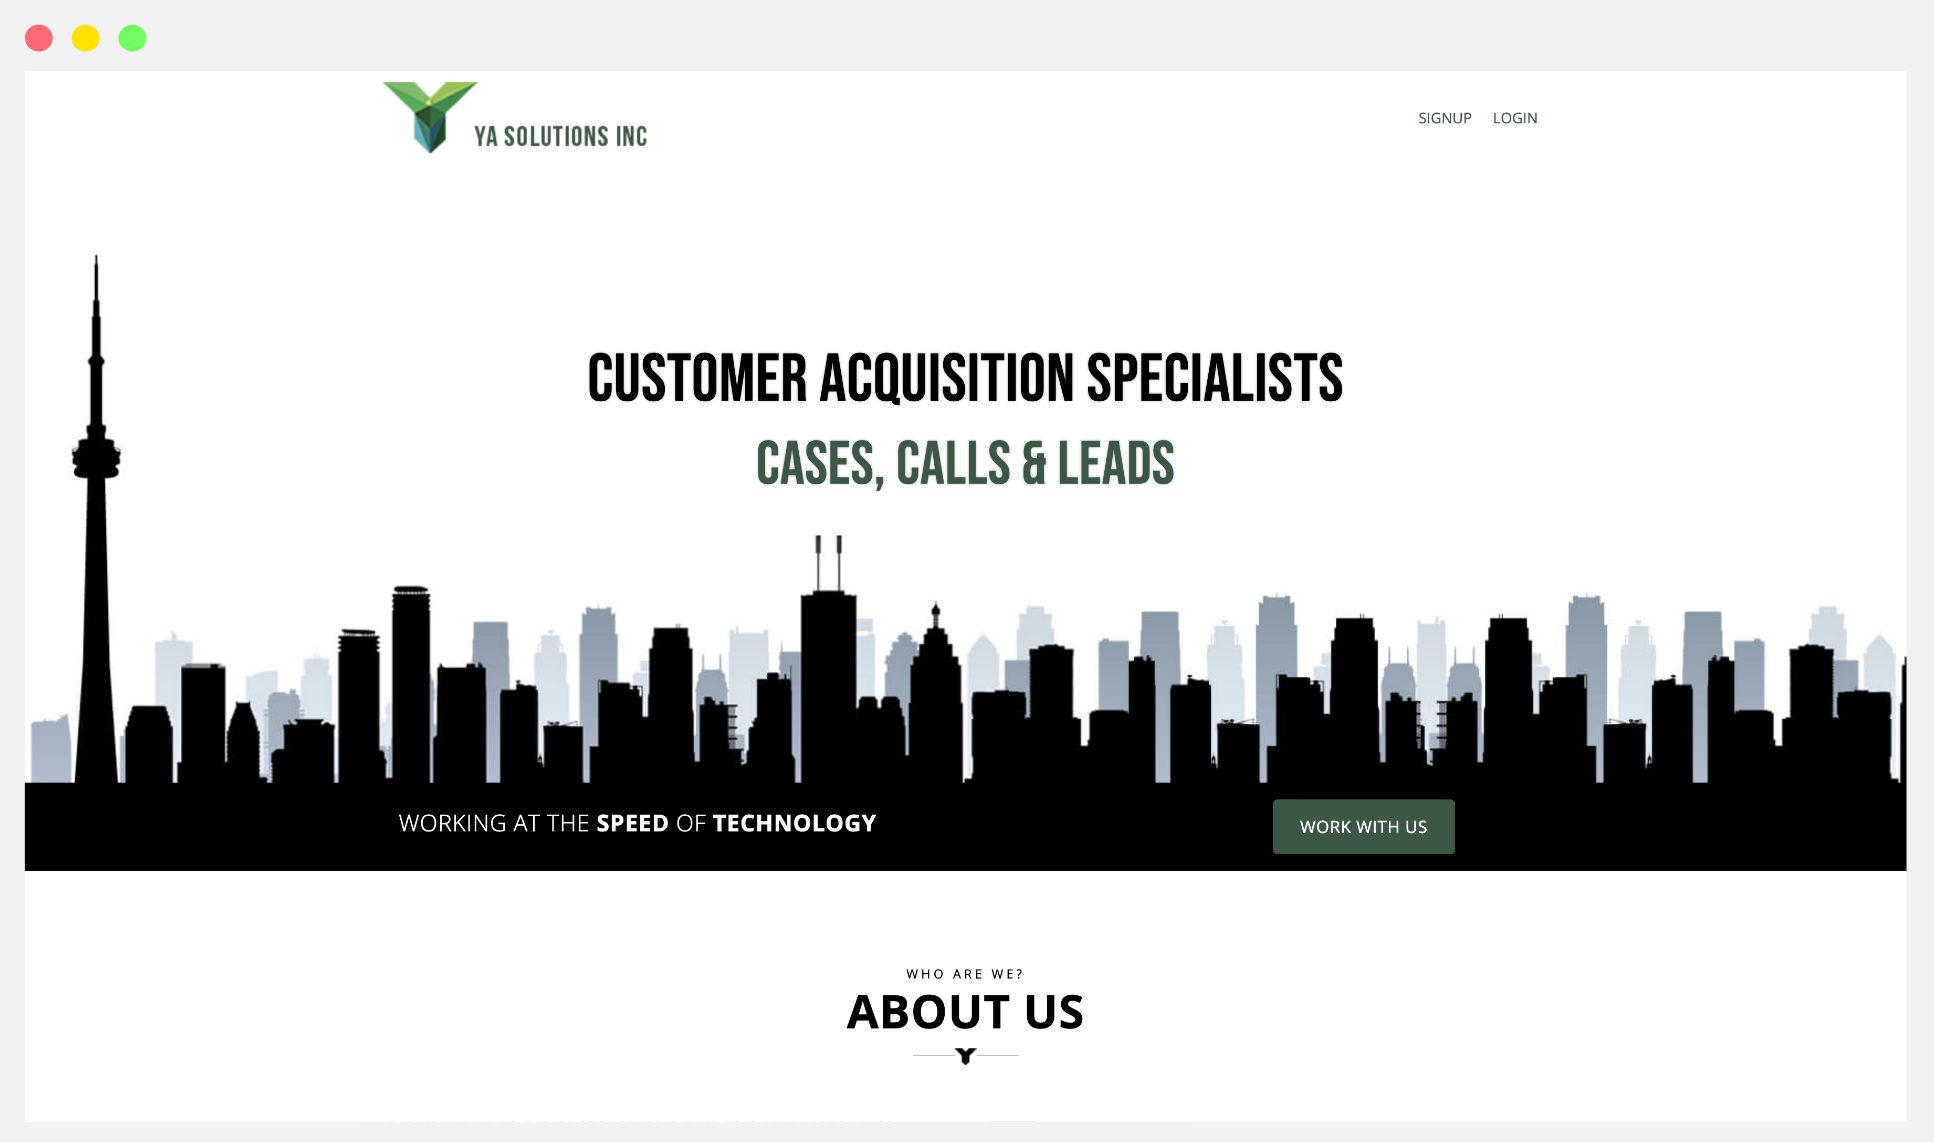 YA SOLUTIONS INC
SIGNUP LOGIN
CUSTOMER ACQUISITION SPECIALISTS
CASES, CALLS & LEADS
WORKING AT THE SPEED OF TECHNOLOGY
WORK WITH US
WHO ARE WE?
ABOUT US